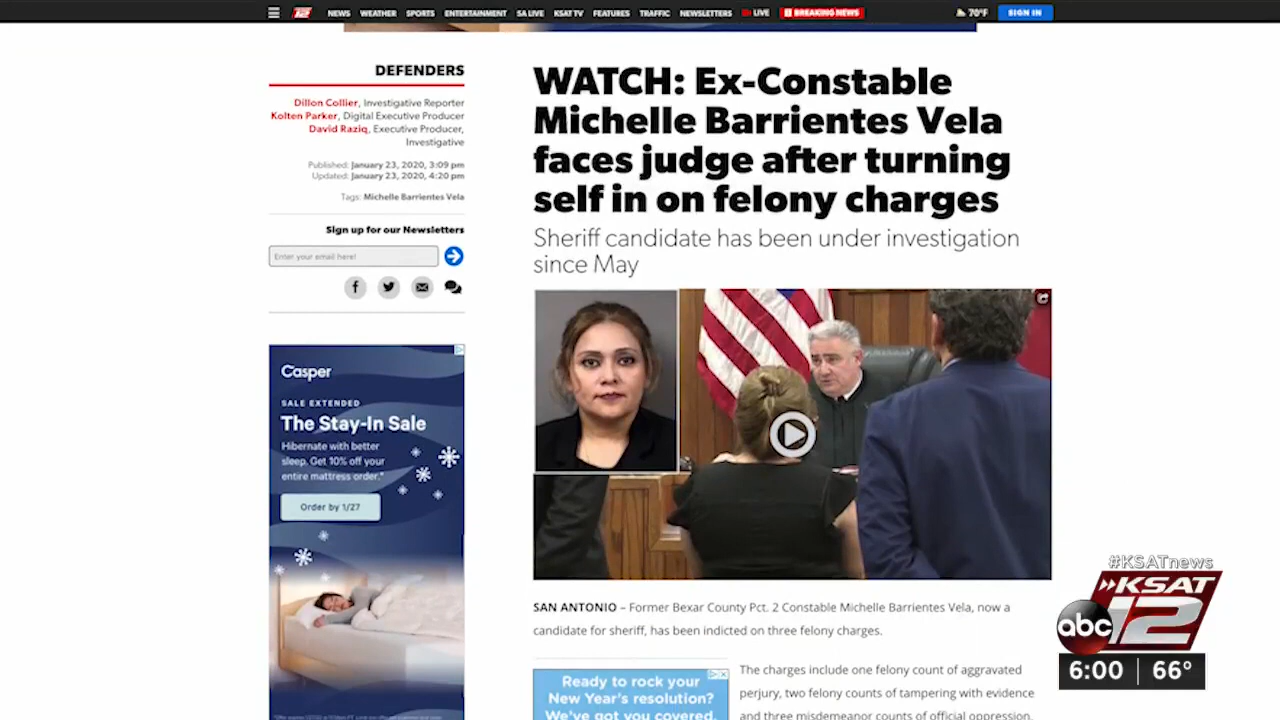 12
NEWS WEATHER SPORTS ENTERTAINMENT SA LIVE KSAT TV FEATURES TRAFFIC NEWSLETTERS LIVE BREAKING NEWS 70°F SIGN IN
DEFENDERS
Dillon Collier, Investigative Reporter
Kolten Parker, Digital Executive Producer
David Raziq, Executive Producer,
Investigative
Published: January 23, 2020, 3:09 pm
Updated: January 23, 2020, 4:20 pm
Tags: Michelle Barrientes Vela
Sign up for our Newsletters
Enter your email here!
WATCH: Ex-Constable
Michelle Barrientes Vela
faces judge after turning
self in on felony charges
Sheriff candidate has been under investigation
since May
Casper
SALE EXTENDED
The Stay-In Sale
Hibernate with better
sleep. Get 10% off your
entire mattress order.*
Order by 1/27
SAN ANTONIO – Former Bexar County Pct. 2 Constable Michelle Barrientes Vela, now a
candidate for sheriff, has been indicted on three felony charges.
Ready to rock your
New Year's resolution?
We've got you covered.
The charges include one felony count of aggravated
perjury, two felony counts of tampering with evidence
and three misdemeanor counts of official oppression.
#KSATnews
KSAT
abc 12
6:00 66°